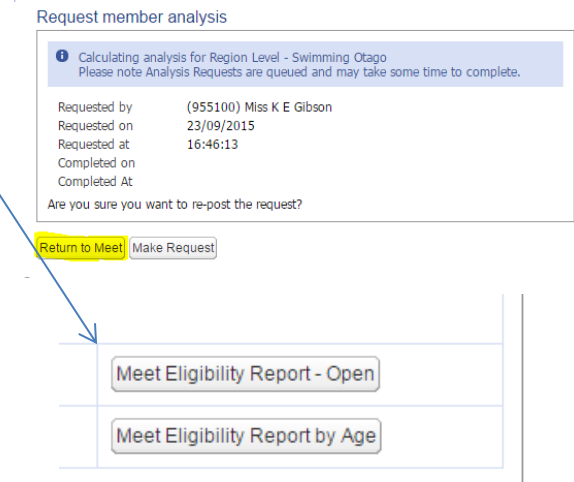 Request member analysis
Calculating analysis for Region Level - Swimming Otago
Please note Analysis Requests are queued and may take some time to complete.
Requested by (955100) Miss K E Gibson
Requested on 23/09/2015
Requested at 16:46:13
Completed on
Completed At
Are you sure you want to re-post the request?
Return to Meet Make Request
Meet Eligibility Report - Open
Meet Eligibility Report by Age